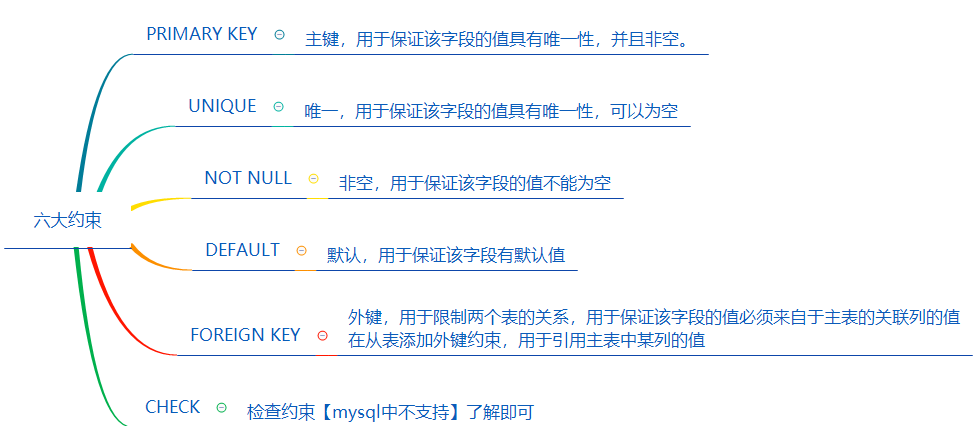 PRIMARY KEY 主键，用于保证该字段的值具有唯一性，并且非空。
UNIQUE 唯一，用于保证该字段的值具有唯一性，可以为空
NOT NULL 非空，用于保证该字段的值不能为空
六大约束
DEFAULT 默认，用于保证该字段有默认值
FOREIGN KEY 外键，用于限制两个表的关系，用于保证该字段的值必须来自于主表的关联列的值
在从表添加外键约束，用于引用主表中某列的值
CHECK 检查约束【mysql中不支持】了解即可